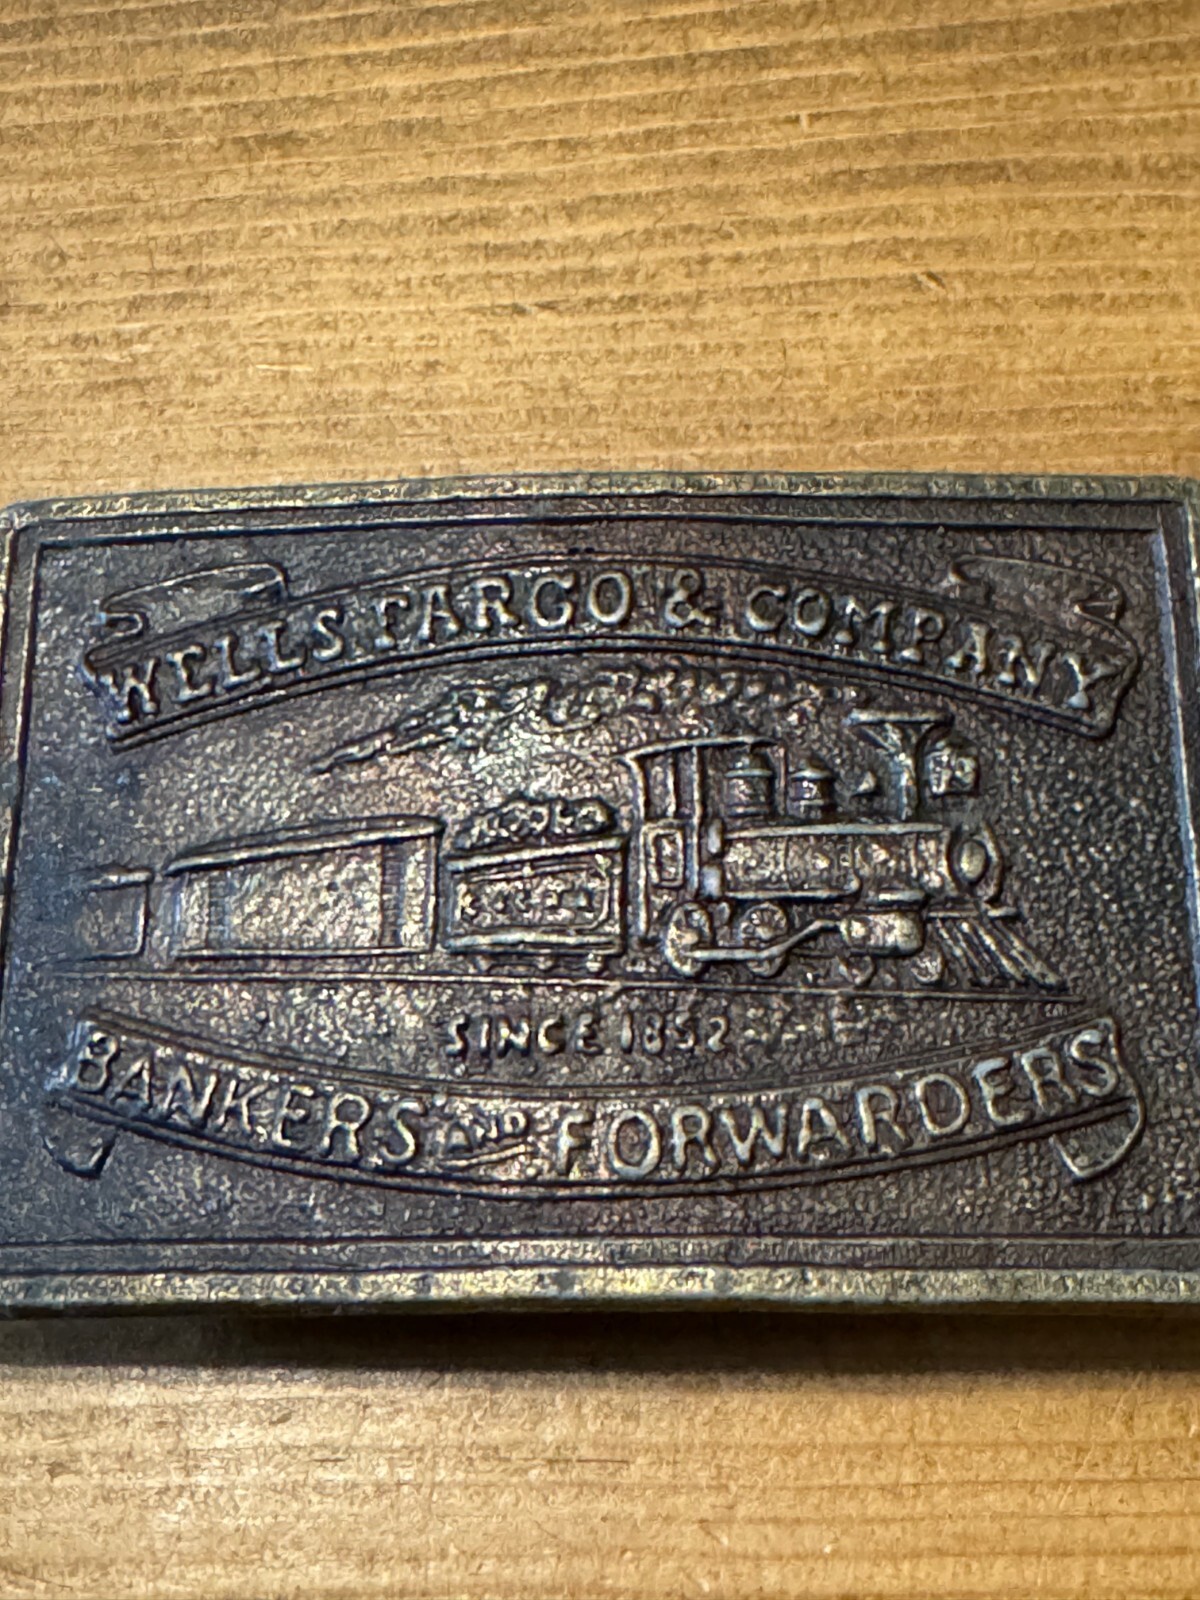 WELLS FARGO & COMPANY
SINCE 1852
BANKERS AND FORWARDERS